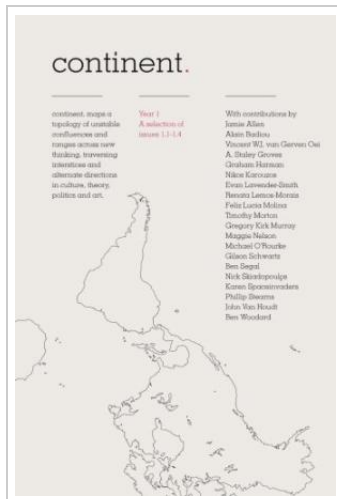 continent.
continent. maps a
topology of unstable
confluences and
ranges across new
thinking, traversing
interstices and
alternate directions
in culture, theory,
politics and art.
Year 1
A selection of
issues 1.1-1.4
With contributions by
Jamie Allen
Alain Badiou
Vincent W.J. van Gerven Oei
A. Staley Groves
Graham Harman
Nikos Karouzos
Evan Lavender-Smith
Renata Lemos-Morais
Feliz Lucia Molina
Timothy Morton
Gregory Kirk Murray
Maggie Nelson
Michael O'Rourke
Gilson Schwartz
Ben Segal
Nick Skiadopoulos
Karen Spaceinvaders
Phillip Stearns
John Van Houdt
Ben Woodard